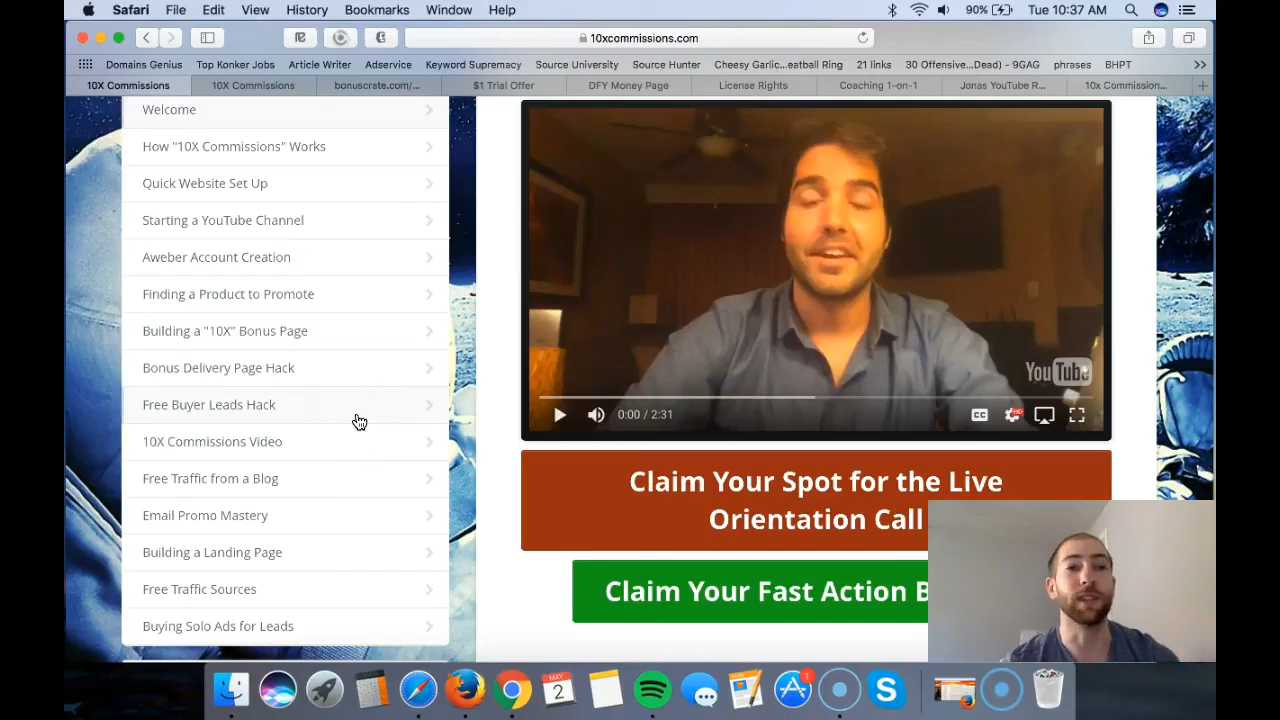 Safari File Edit View History Bookmarks Window Help 90% Tue 10:37 AM
10xcommissions.com
Domains Genius Top Konker Jobs Article Writer Adservice Keyword Supremacy Source University Source Hunter Cheesy Garlic...eatball Ring 21 links 30 Offensive...Dead) - 9GAG phrases BHPT
10X Commissions 10X Commissions bonuscrate.com/... $1 Trial Offer DFY Money Page License Rights Coaching 1-on-1 Jonas YouTube R... 10x Commission...
Welcome
How "10X Commissions" Works
Quick Website Set Up
Starting a YouTube Channel
Aweber Account Creation
Finding a Product to Promote
Building a "10X" Bonus Page
Bonus Delivery Page Hack
Free Buyer Leads Hack
10X Commissions Video
Free Traffic from a Blog
Email Promo Mastery
Building a Landing Page
Free Traffic Sources
Buying Solo Ads for Leads
YouTube
0:00 / 2:31
CC
HD
Claim Your Spot for the Live
Orientation Call
Claim Your Fast Action B
MAY
2
1